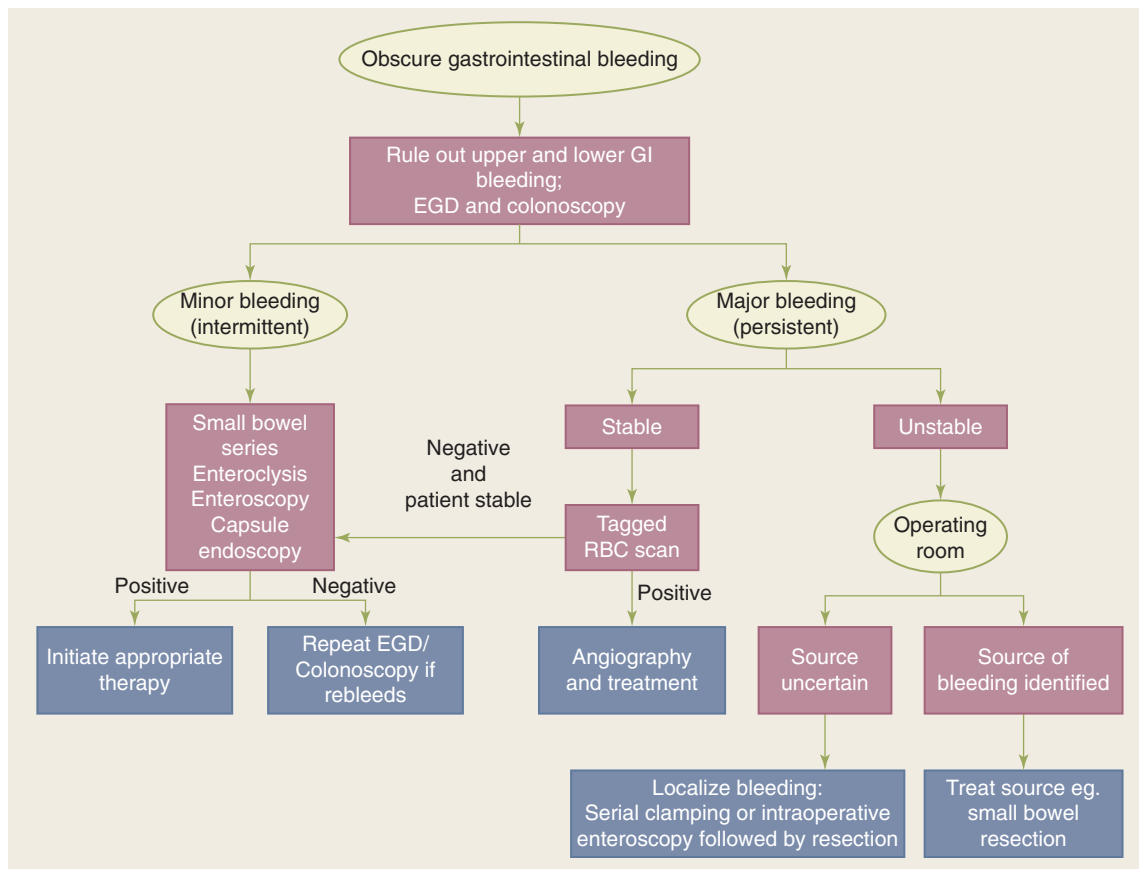 Obscure gastrointestinal bleeding
Rule out upper and lower GI
bleeding;
EGD and colonoscopy
Minor bleeding
(intermittent)
Major bleeding
(persistent)
Small bowel
series
Enteroclysis
Enteroscopy
Capsule
endoscopy
Negative
and
patient stable
Stable
Unstable
Tagged
RBC scan
Operating
room
Positive
Negative
Positive
Initiate appropriate
therapy
Repeat EGD/
Colonoscopy if
rebleeds
Angiography
and treatment
Source
uncertain
Source of
bleeding identified
Localize bleeding:
Serial clamping or intraoperative
enteroscopy followed by resection
Treat source eg.
small bowel
resection